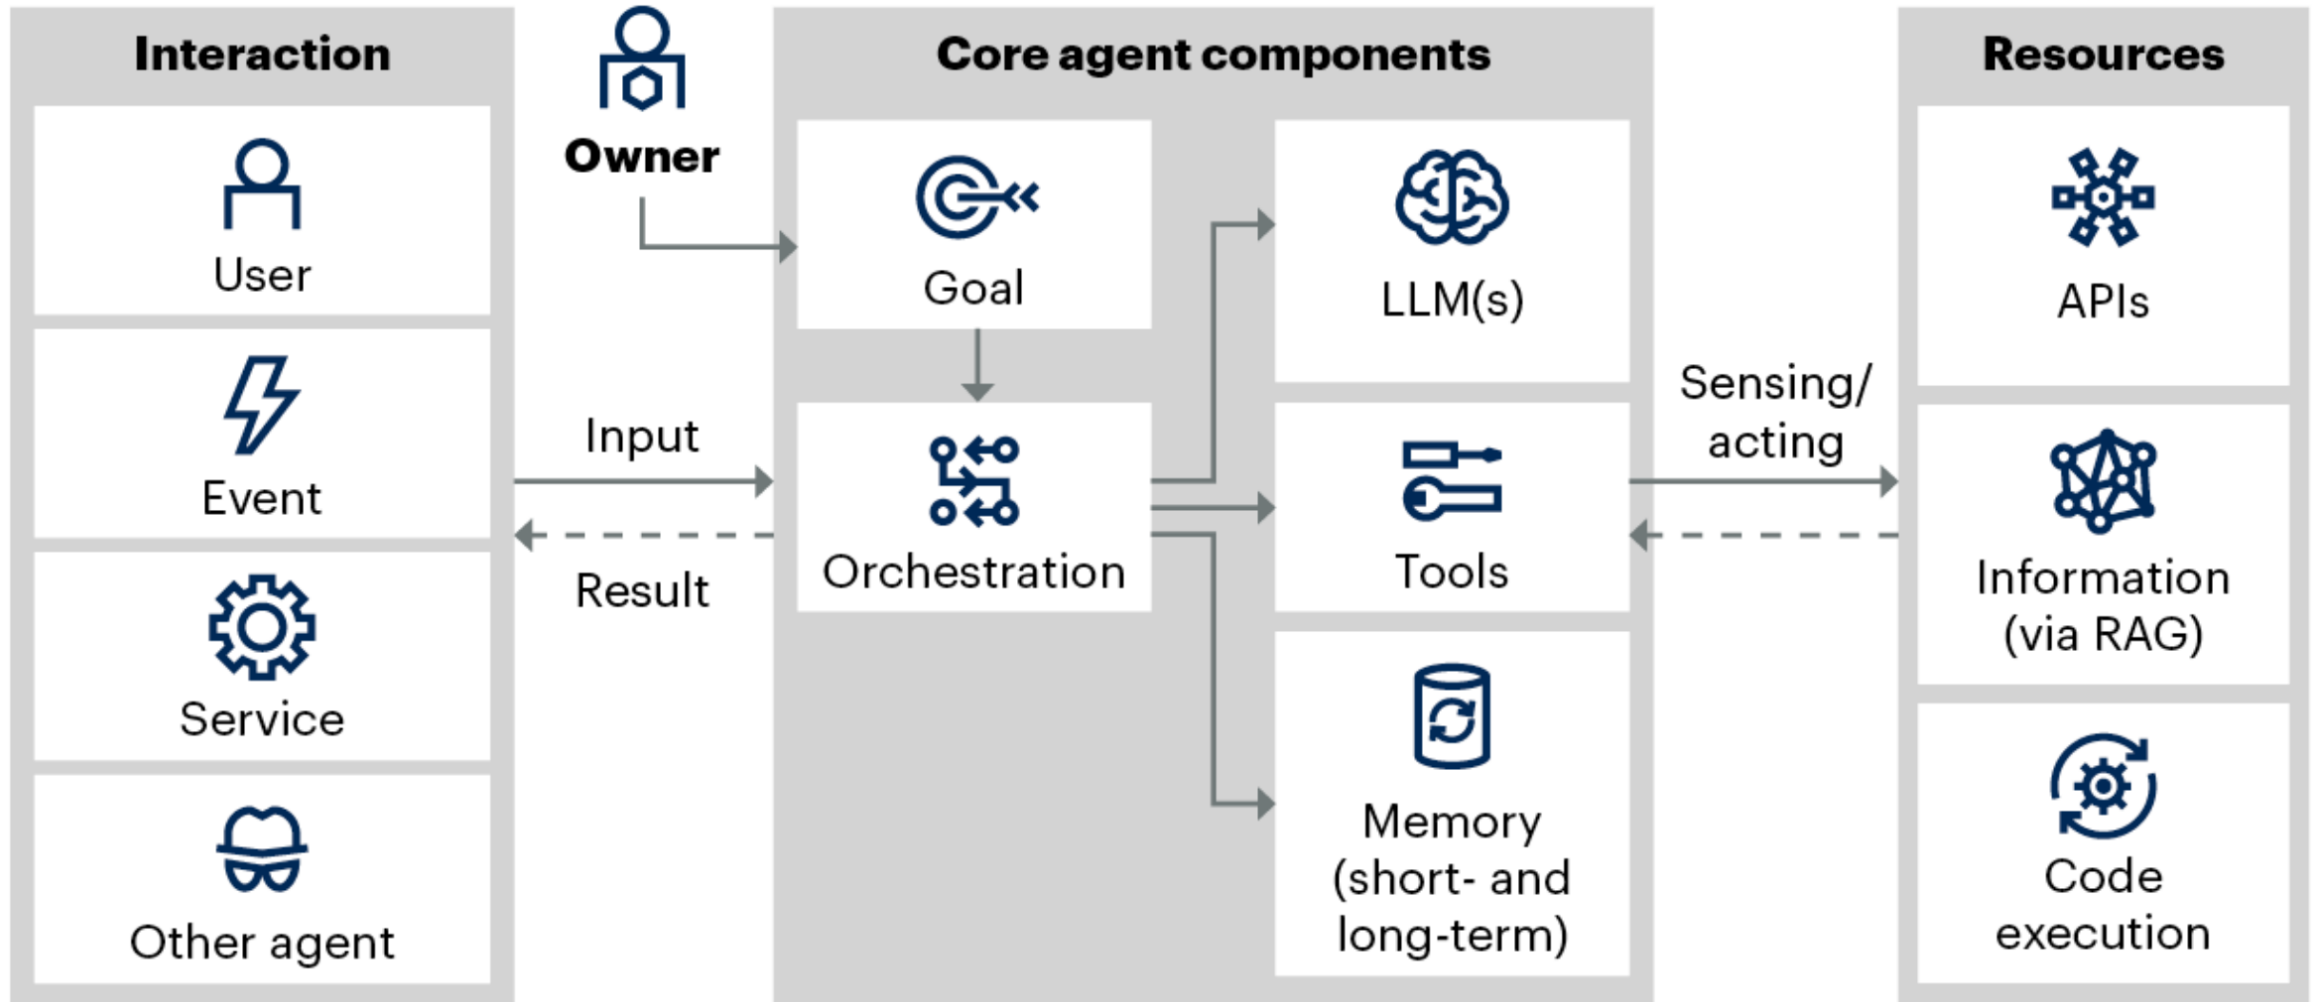 Interaction
User
Event
Service
Other agent
Owner
Input
Result
Core agent components
Goal
Orchestration
LLM(s)
Tools
Memory
(short- and
long-term)
Sensing/
acting
Resources
APIs
Information
(via RAG)
Code
execution